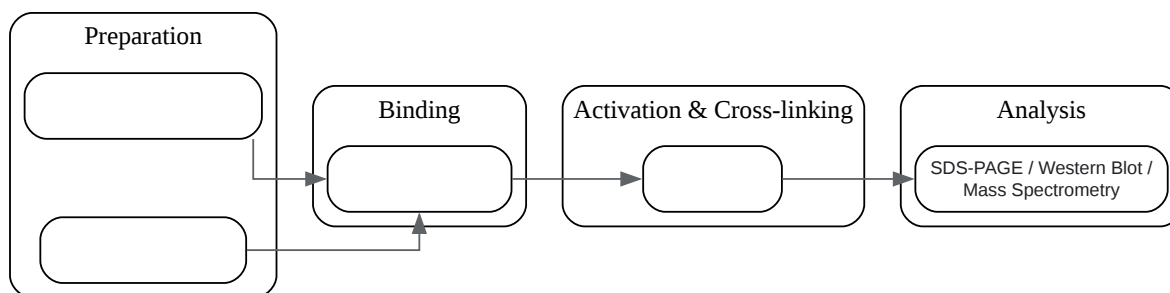 Preparation
Binding
Activation & Cross-linking
Analysis
SDS-PAGE / Western Blot /
Mass Spectrometry